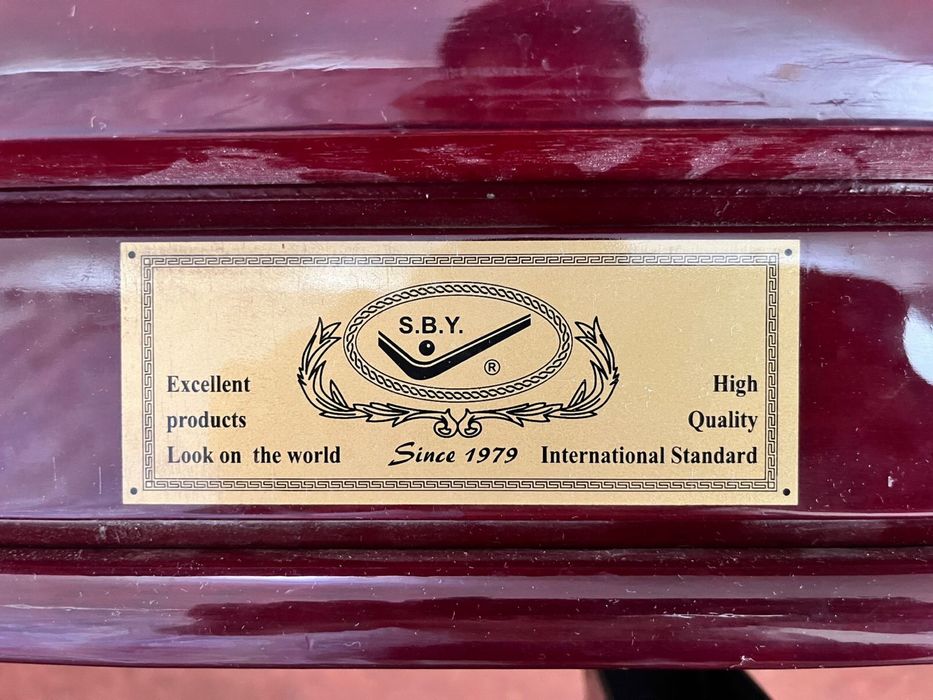 S.B.Y.
®
Excellent
products
Look on the world
Since 1979
High
Quality
International Standard